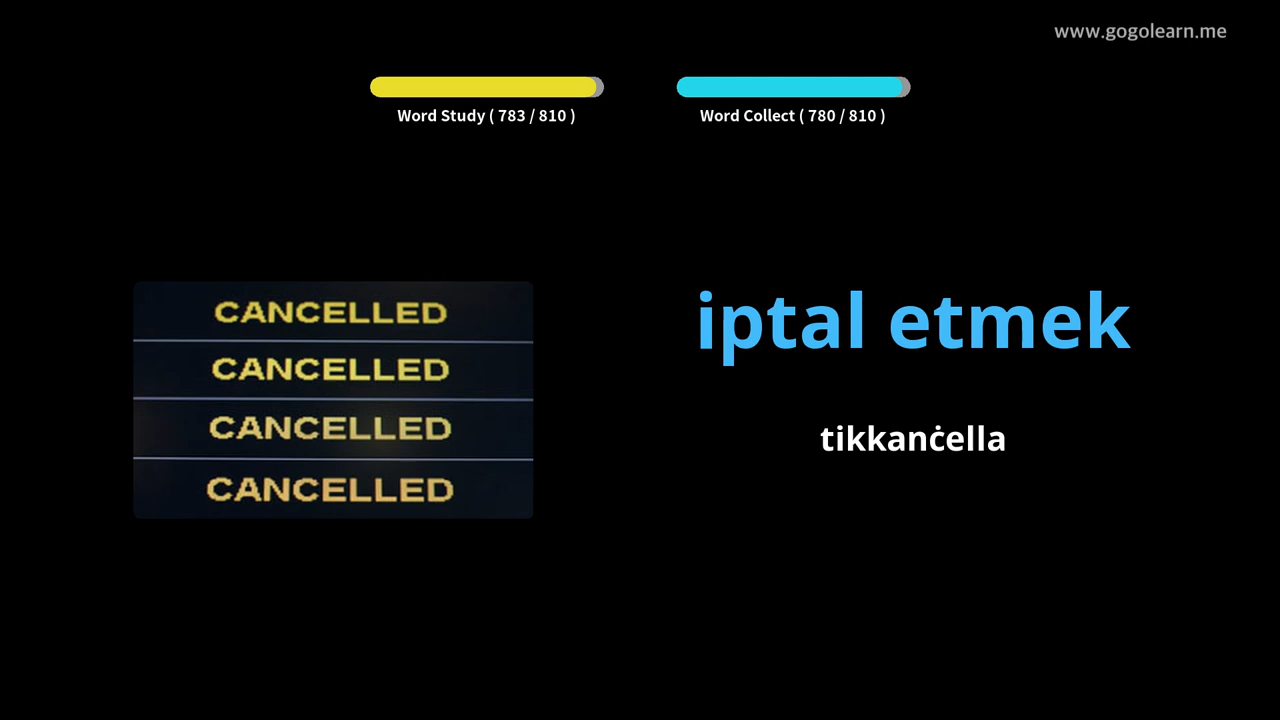 www.gogolearn.me
Word Study ( 783 / 810 )
Word Collect ( 780 / 810 )
CANCELLED
CANCELLED
CANCELLED
CANCELLED
iptal etmek
tikkanċella